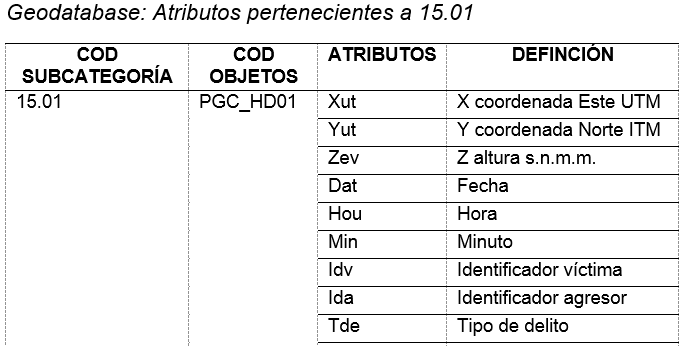 Geodatabase: Atributos pertenecientes a 15.01
COD SUBCATEGORÍA COD OBJETOS ATRIBUTOS DEFINCIÓN
15.01 PGC_HD01 Xut X coordenada Este UTM
Yut Y coordenada Norte ITM
Zev Z altura s.n.m.m.
Dat Fecha
Hou Hora
Min Minuto
Idv Identificador víctima
Ida Identificador agresor
Tde Tipo de delito